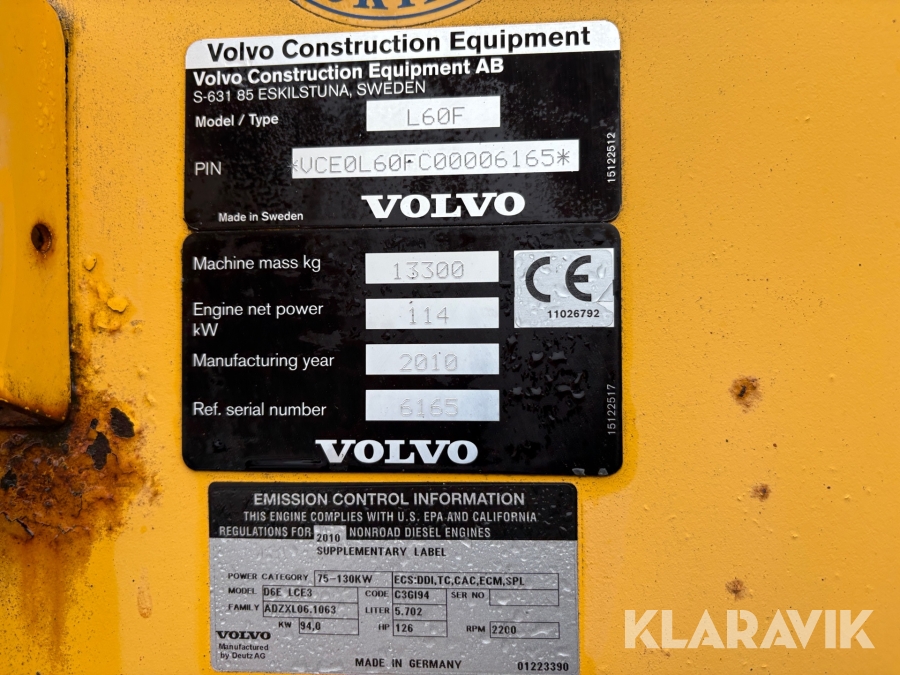 Volvo Construction Equipment
Volvo Construction Equipment AB
S-631 85 ESKILSTUNA, SWEDEN
Model / Type L60F
PIN *VCE0L60FC00006165*
15122512
Made in Sweden VOLVO
Machine mass kg 13300
CE
Engine net power kW 114
11026792
Manufacturing year 2010
Ref. serial number 6165
15122517
VOLVO
EMISSION CONTROL INFORMATION
THIS ENGINE COMPLIES WITH U.S. EPA AND CALIFORNIA
REGULATIONS FOR 2010 NONROAD DIESEL ENGINES
SUPPLEMENTARY LABEL
POWER CATEGORY 75-130KW ECS:DDI,TC,CAC,ECM,SPL
MODEL D6E LCE3 CODE C3GI94 SER NO
FAMILY ADZXL06.1063 LITER 5.702
KW 94,0 HP 126 RPM 2200
VOLVO
Manufactured
by Deutz AG
MADE IN GERMANY 01223390
KLARAVIK